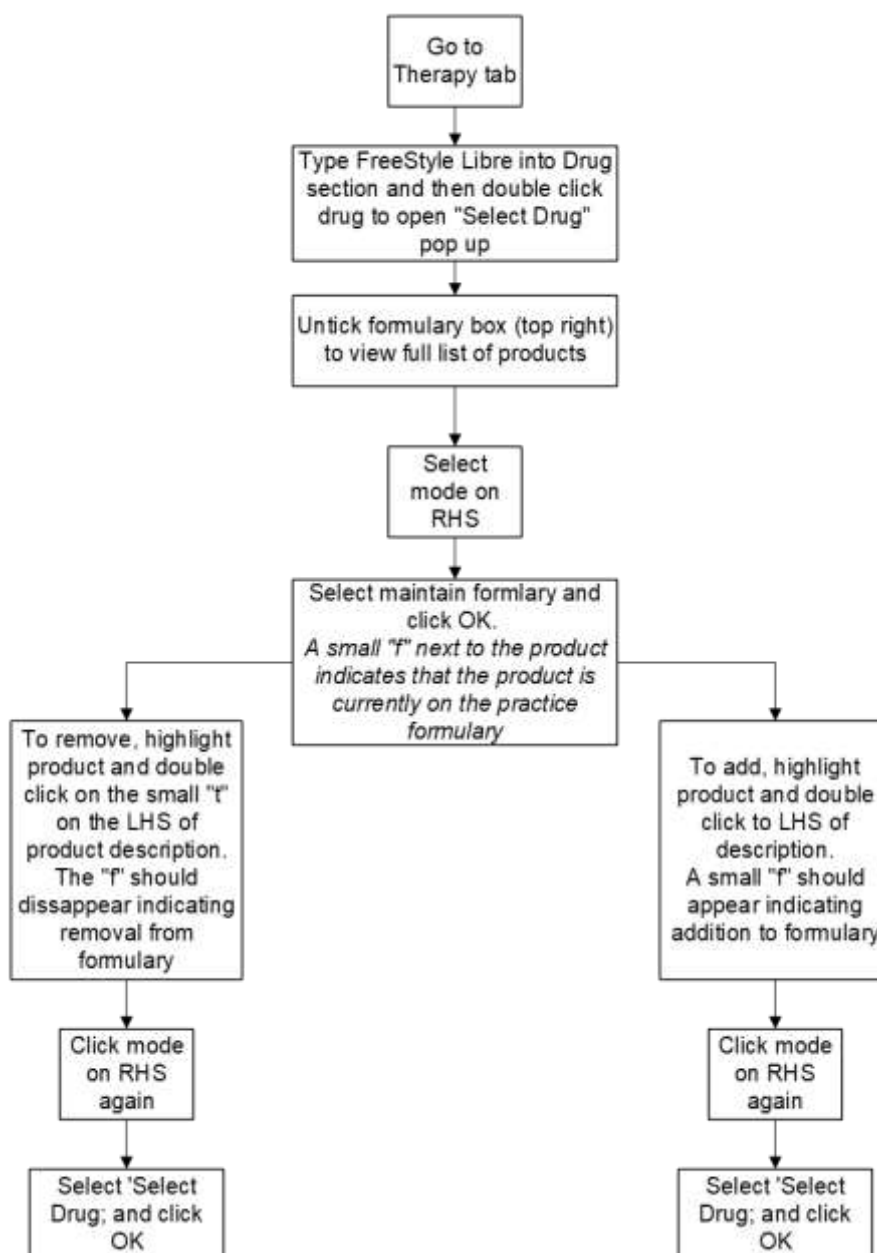 Go to
Therapy tab
Type FreeStyle Libre into Drug
section and then double click
drug to open "Select Drug"
pop up
Untick formulary box (top right)
to view full list of products
Select
mode on
RHS
Select maintain formlary and
click OK.
A small "f" next to the product
indicates that the product is
currently on the practice
formulary
To remove, highlight
product and double
click on the small "t"
on the LHS of
product description.
The "f" should
dissappear indicating
removal from
formulary
Click mode
on RHS
again
Select 'Select
Drug; and click
OK
To add, highlight
product and double
click to LHS of
description.
A small "f" should
appear indicating
addition to formulary
Click mode
on RHS
again
Select 'Select
Drug; and click
OK